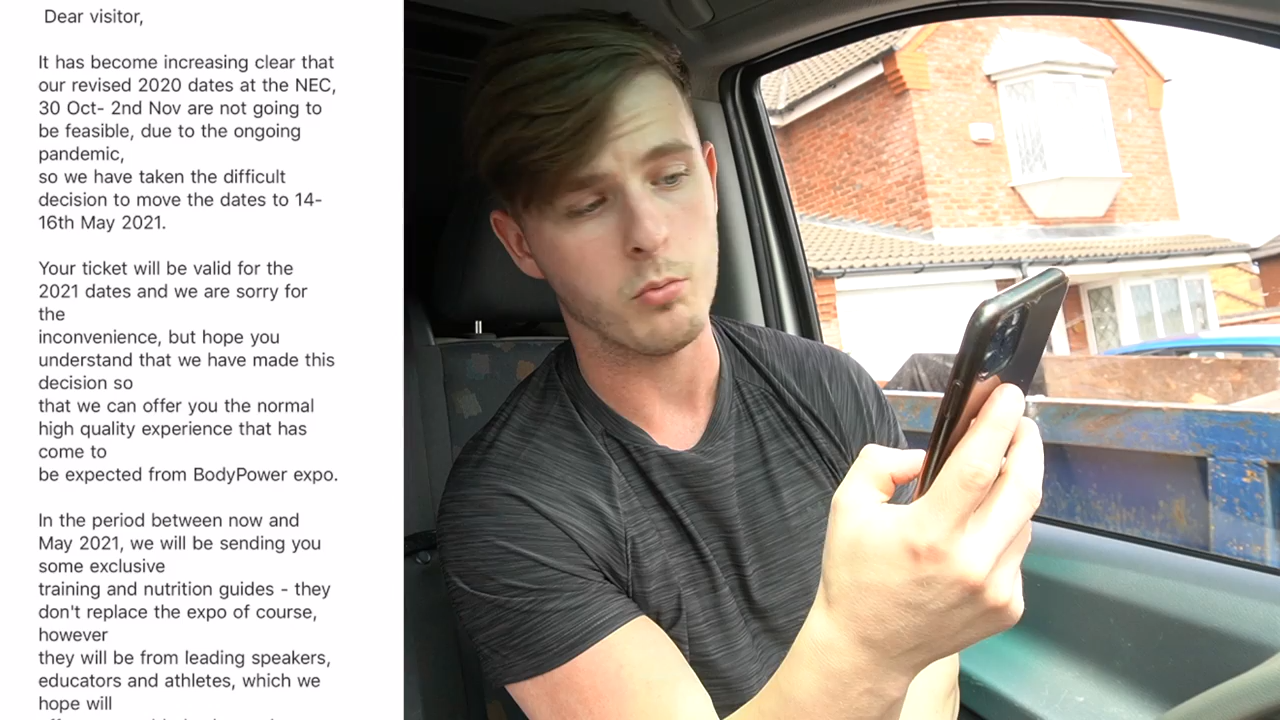 Dear visitor,
It has become increasing clear that
our revised 2020 dates at the NEC,
30 Oct- 2nd Nov are not going to
be feasible, due to the ongoing
pandemic,
so we have taken the difficult
decision to move the dates to 14-
16th May 2021.
Your ticket will be valid for the
2021 dates and we are sorry for
the
inconvenience, but hope you
understand that we have made this
decision so
that we can offer you the normal
high quality experience that has
come to
be expected from BodyPower expo.
In the period between now and
May 2021, we will be sending you
some exclusive
training and nutrition guides - they
don't replace the expo of course,
however
they will be from leading speakers,
educators and athletes, which we
hope will